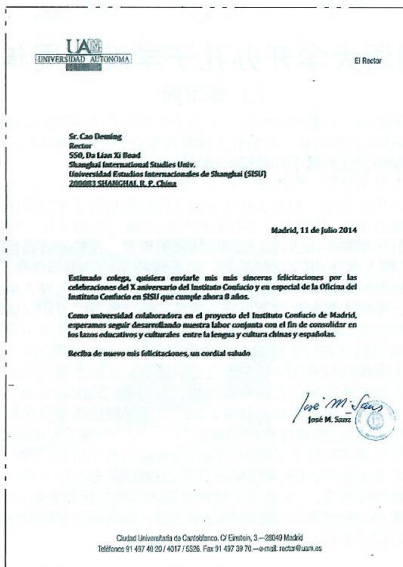 UAM
UNIVERSIDAD AUTONOMA
El Rector
Sr. Cao Deming
Rector
550, Da Lian Xi Road
Shanghai International Studies Univ.
Universidad Estudios Internacionales de Shanghai (SISU)
200083 SHANGHAI. R. P. China
Madrid, 11 de julio 2014
Estimado colega, quisiera enviarle mis más sinceras felicitaciones por las
celebraciones del X aniversario del Instituto Confucio y en especial de la Oficina del
Instituto Confucio en SISU que cumple ahora 8 años.
Como universidad colaboradora en el proyecto del Instituto Confucio de Madrid,
esperamos seguir desarrollando nuestra labor conjunta con el fin de consolidar en
los lazos educativos y culturales entre la lengua y cultura chinas y españolas.
Reciba de nuevo mis felicitaciones, un cordial saludo
José M. Sanz
José M. Sanz
Ciudad Universitaria de Cantoblanco. C/ Einstein, 3.—28049 Madrid
Teléfonos 91 497 40 20 / 4017 / 5526. Fax 91 497 39 70.—e-mail: rector@uam.es